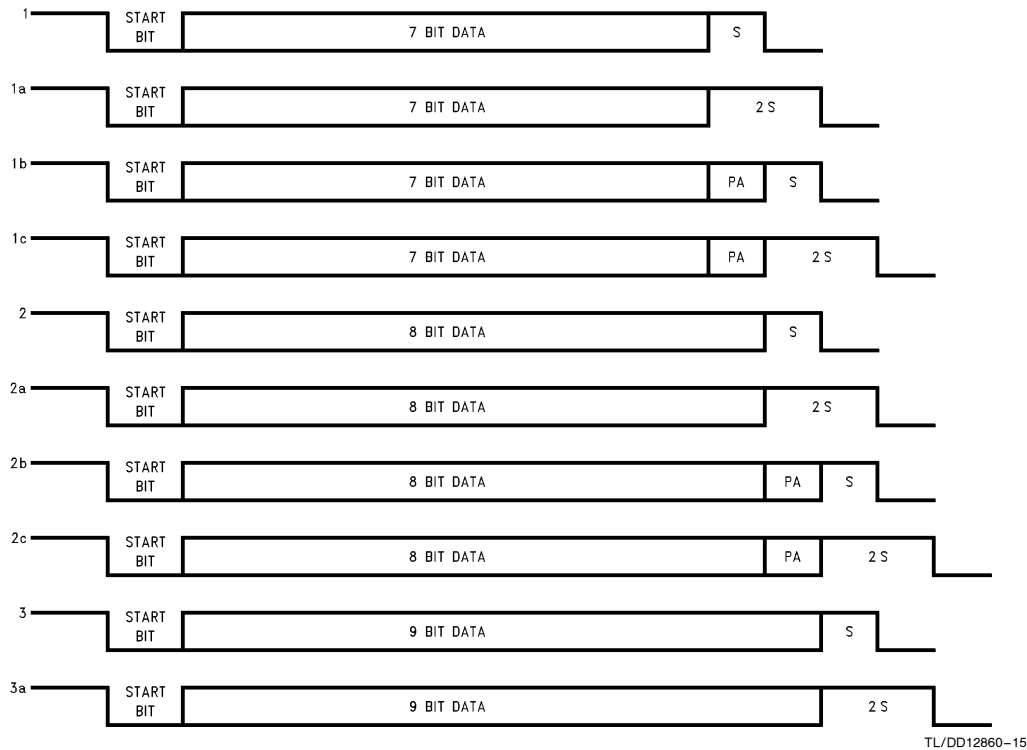 1 START BIT 7 BIT DATA S
1a START BIT 7 BIT DATA 2 S
1b START BIT 7 BIT DATA PA S
1c START BIT 7 BIT DATA PA 2 S
2 START BIT 8 BIT DATA S
2a START BIT 8 BIT DATA 2 S
2b START BIT 8 BIT DATA PA S
2c START BIT 8 BIT DATA PA 2 S
3 START BIT 9 BIT DATA S
3a START BIT 9 BIT DATA 2 S
TL/DD12860–15